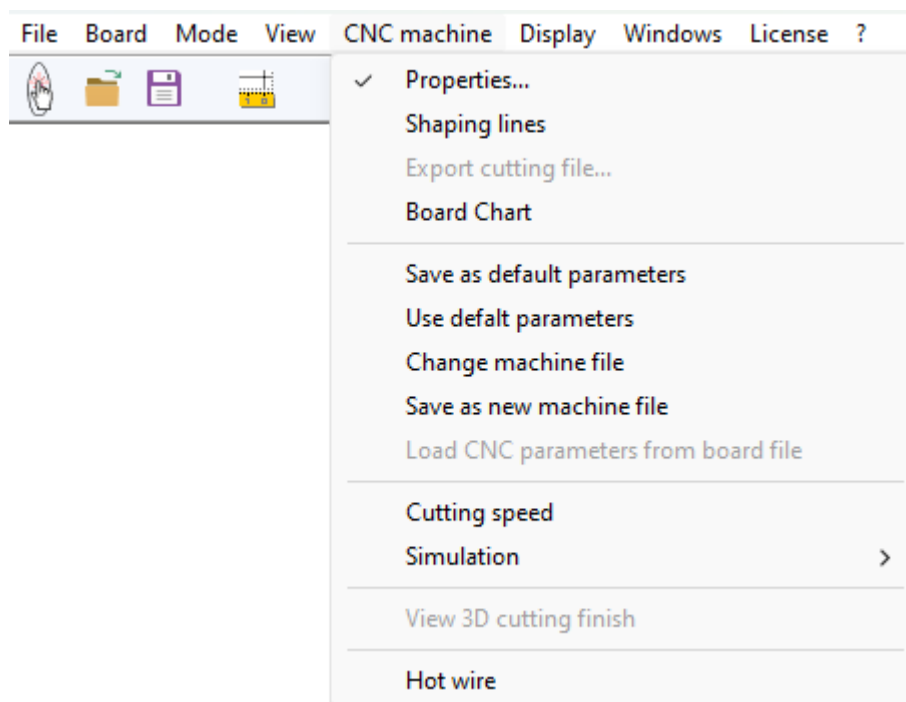 File Board Mode View CNC machine Display Windows License ?
Properties...
Shaping lines
Export cutting file...
Board Chart
Save as default parameters
Use defalt parameters
Change machine file
Save as new machine file
Load CNC parameters from board file
Cutting speed
Simulation
View 3D cutting finish
Hot wire